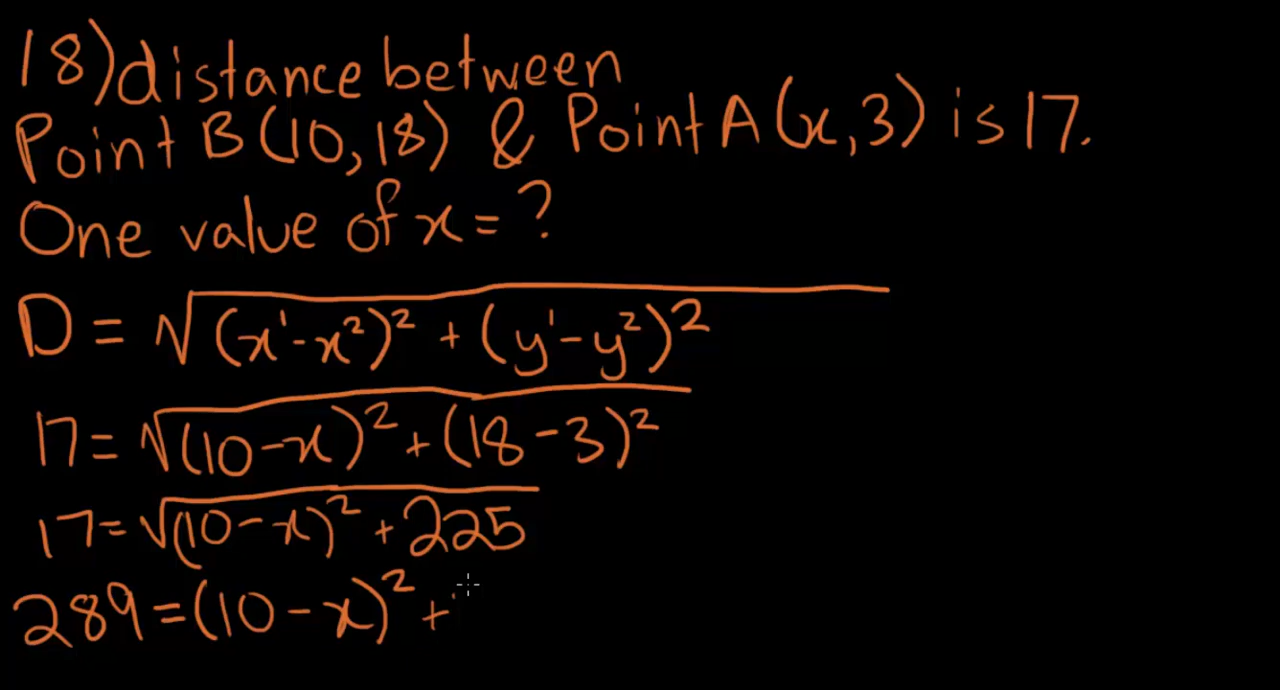 18) distance between
Point B (10, 18) & Point A (x, 3) is 17.
One value of x = ?
D = √(x¹-x²)² + (y¹-y²)²
17 = √(10-x)² + (18-3)²
17 = √(10-x)² + 225
289 = (10-x)² +